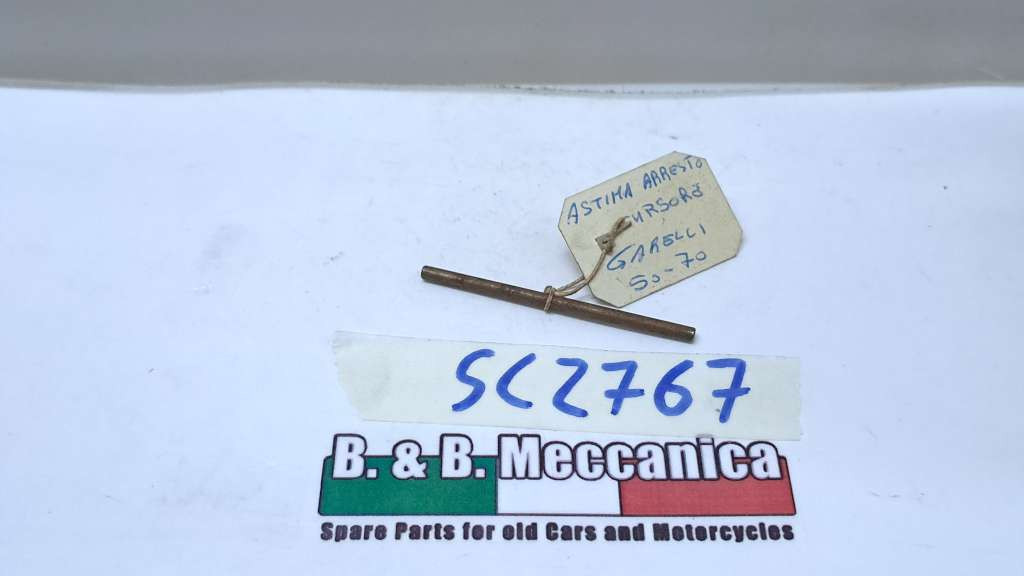 ASTINA ARRESTO
CURSORE
GARELLI
50-70
SC2767
B. & B. Meccanica
Spare Parts for old Cars and Motorcycles